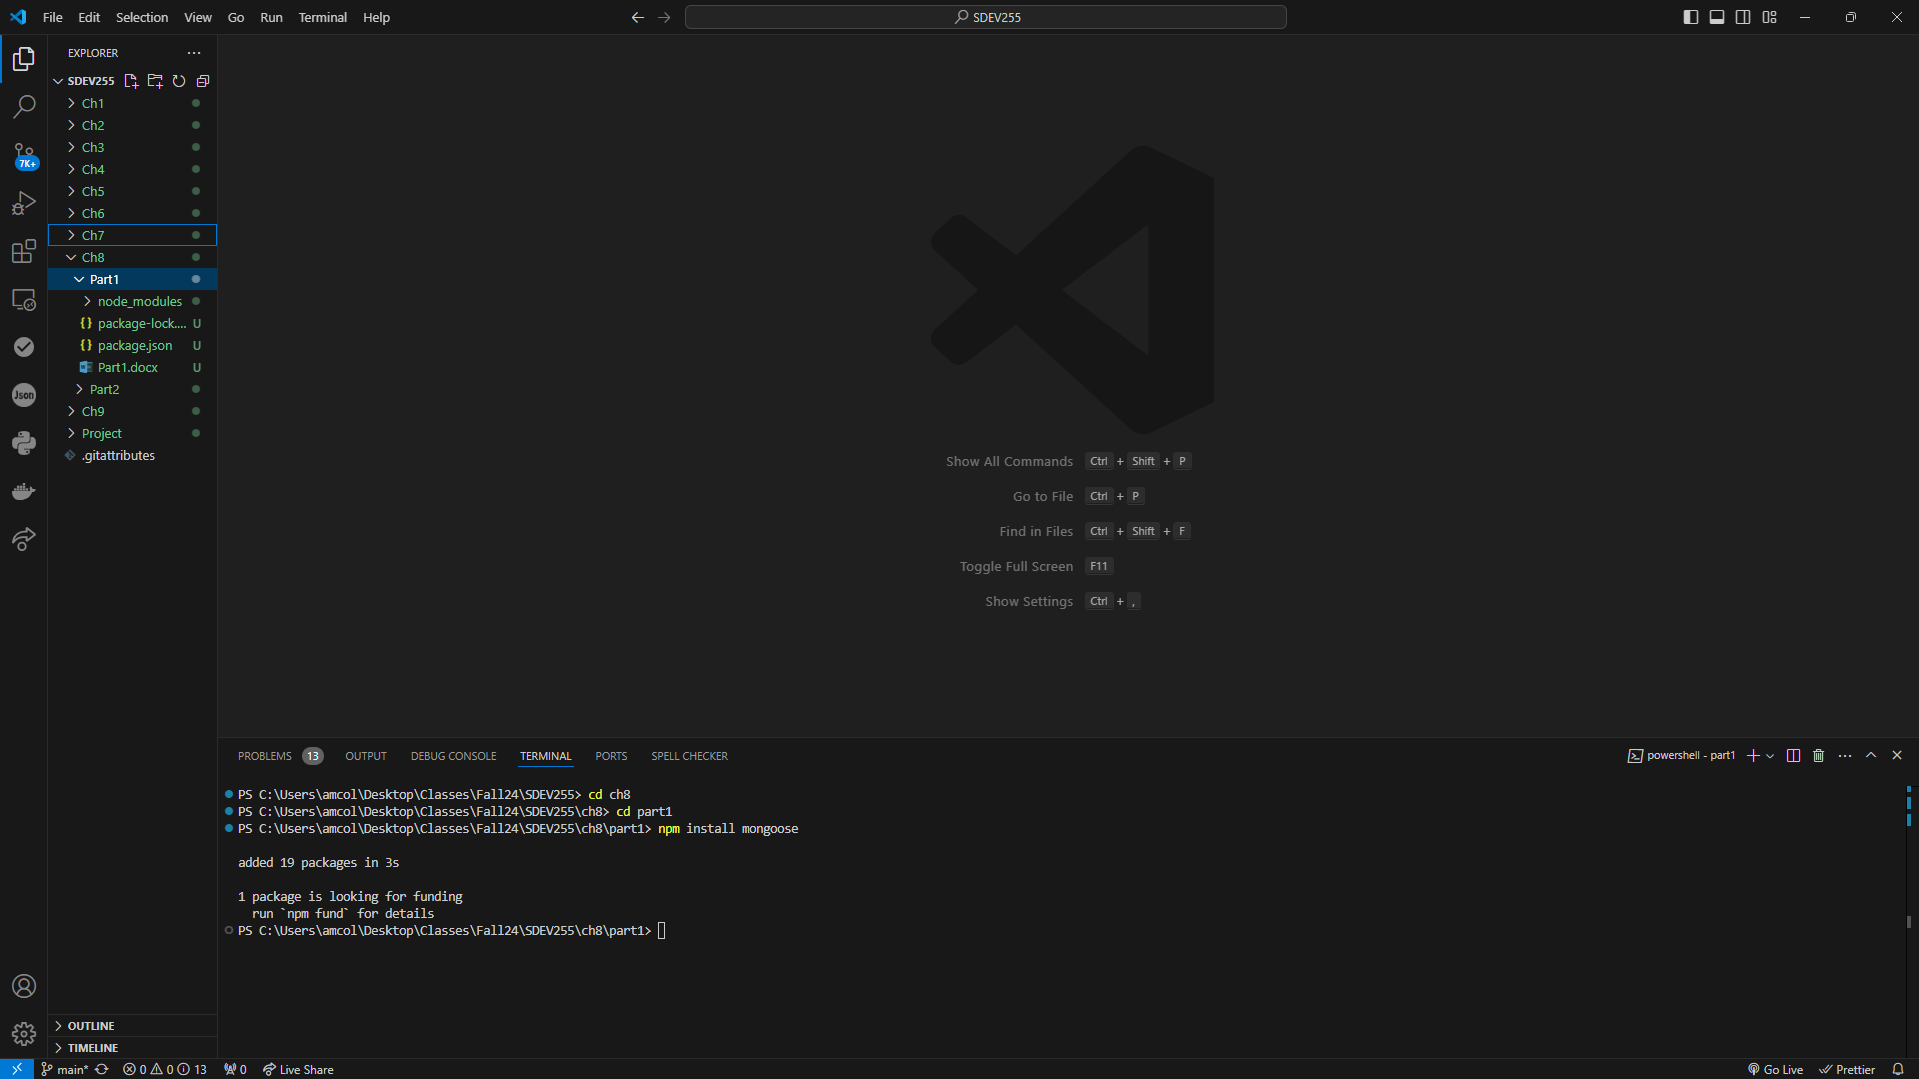 File Edit Selection View Go Run Terminal Help
SDEV255
EXPLORER
SDEV255
Ch1
Ch2
Ch3
Ch4
7K+
Ch5
Ch6
Ch7
Ch8
Part1
node_modules
package-lock.... U
package.json U
Part1.docx U
Part2
Json
Ch9
Project
.gitattributes
Show All Commands Ctrl + Shift + P
Go to File Ctrl + P
Find in Files Ctrl + Shift + F
Toggle Full Screen F11
Show Settings Ctrl + ,
PROBLEMS 13 OUTPUT DEBUG CONSOLE TERMINAL PORTS SPELL CHECKER
powershell - part1
PS C:\Users\amcol\Desktop\Classes\Fall24\SDEV255> cd ch8
PS C:\Users\amcol\Desktop\Classes\Fall24\SDEV255\ch8> cd part1
PS C:\Users\amcol\Desktop\Classes\Fall24\SDEV255\ch8\part1> npm install mongoose
added 19 packages in 3s
1 package is looking for funding
run `npm fund` for details
PS C:\Users\amcol\Desktop\Classes\Fall24\SDEV255\ch8\part1>
OUTLINE
TIMELINE
main* 0 0 13 0 Live Share
Go Live Prettier